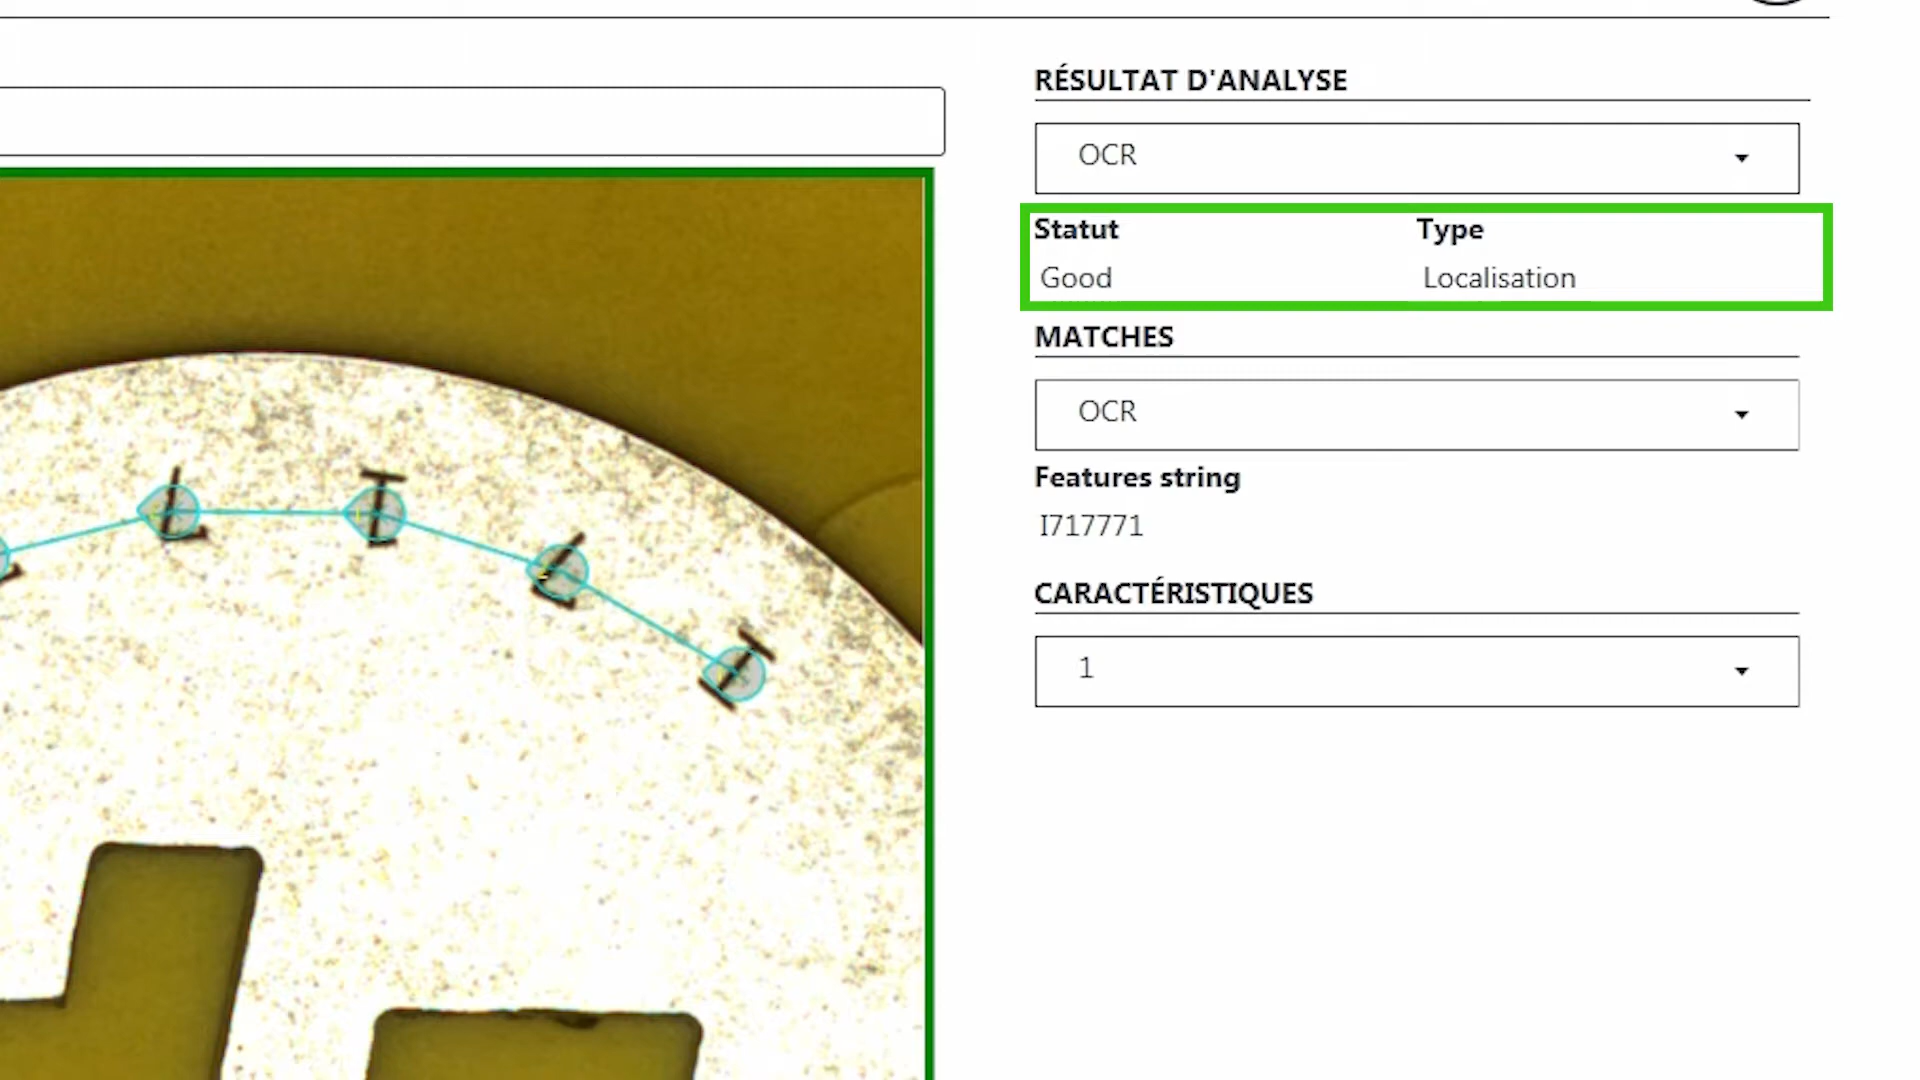 RÉSULTAT D'ANALYSE
OCR
Statut Type
Good Localisation
MATCHES
OCR
Features string
I717771
CARACTÉRISTIQUES
1